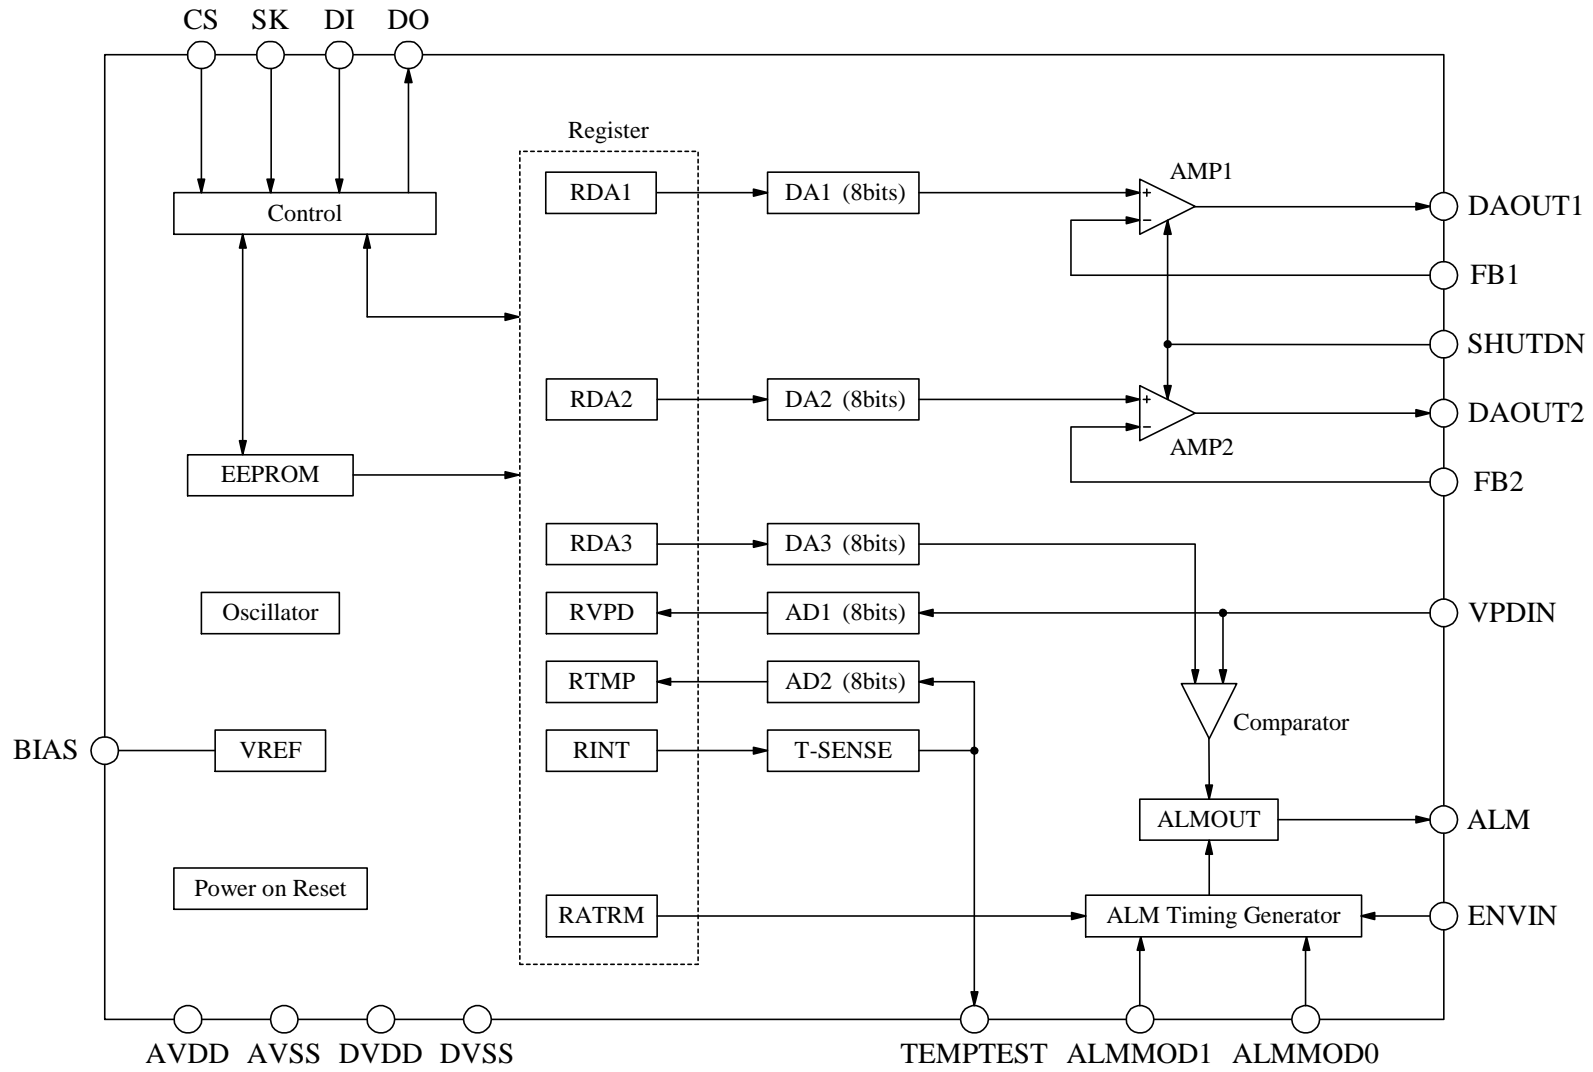 CS SK DI DO
Register
RDA1 DA1 (8bits) + − AMP1 DAOUT1
Control
FB1
SHUTDN
RDA2 DA2 (8bits) + − AMP2 DAOUT2
EEPROM
FB2
RDA3 DA3 (8bits)
Oscillator RVPD AD1 (8bits) VPDIN
RTMP AD2 (8bits)
Comparator
BIAS VREF RINT T-SENSE
ALMOUT ALM
Power on Reset
RATRM ALM Timing Generator ENVIN
AVDD AVSS DVDD DVSS TEMPTEST ALMMOD1 ALMMOD0